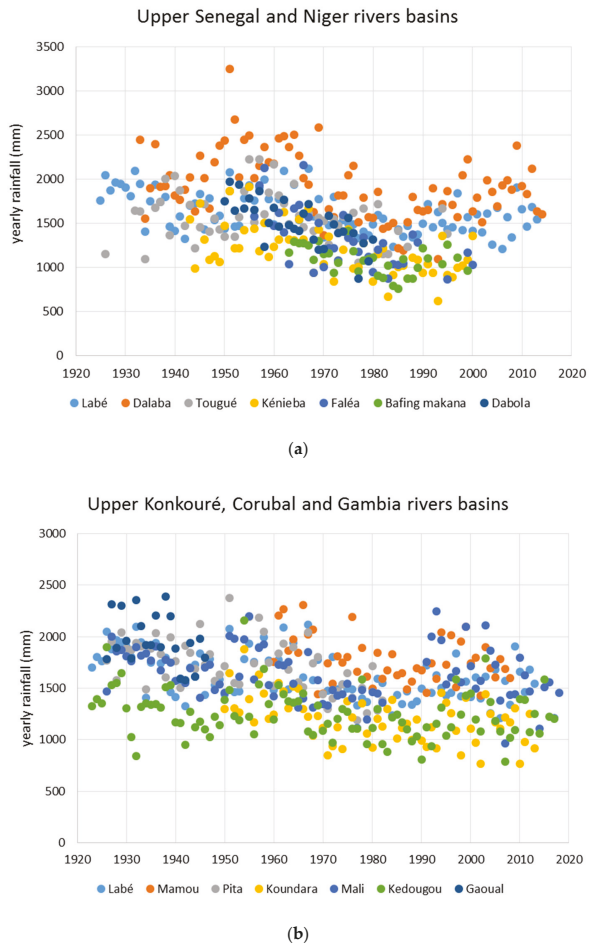 Upper Senegal and Niger rivers basins
yearly rainfall (mm)
3500
3000
2500
2000
1500
1000
500
0
1920 1930 1940 1950 1960 1970 1980 1990 2000 2010 2020
Labé Dalaba Tougué Kénieba Faléa Bafing makana Dabola
(a)
Upper Konkouré, Corubal and Gambia rivers basins
yearly rainfall (mm)
3000
2500
2000
1500
1000
500
0
1920 1930 1940 1950 1960 1970 1980 1990 2000 2010 2020
Labé Mamou Pita Koundara Mali Kedougou Gaoual
(b)